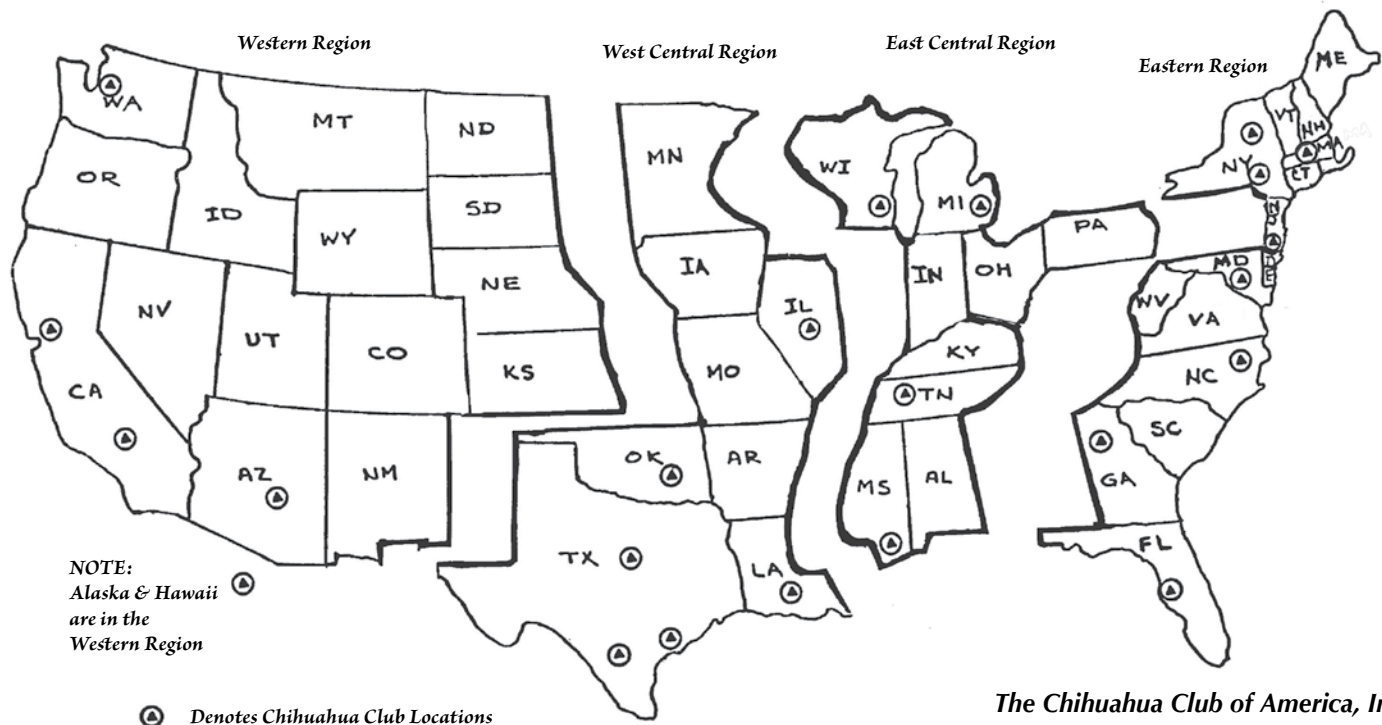 Western Region
West Central Region
East Central Region
Eastern Region
WA
OR
ID
MT
ND
SD
WY
NE
NV
UT
CO
KS
CA
AZ
NM
MN
IA
IL
MO
OK
AR
TX
LA
WI
MI
IN
OH
PA
KY
TN
MS
AL
ME
VT
NH
MA
NY
CT
NJ
MD
DE
WV
VA
NC
SC
GA
FL
NOTE:
Alaska & Hawaii
are in the
Western Region
Denotes Chihuahua Club Locations
The Chihuahua Club of America, In